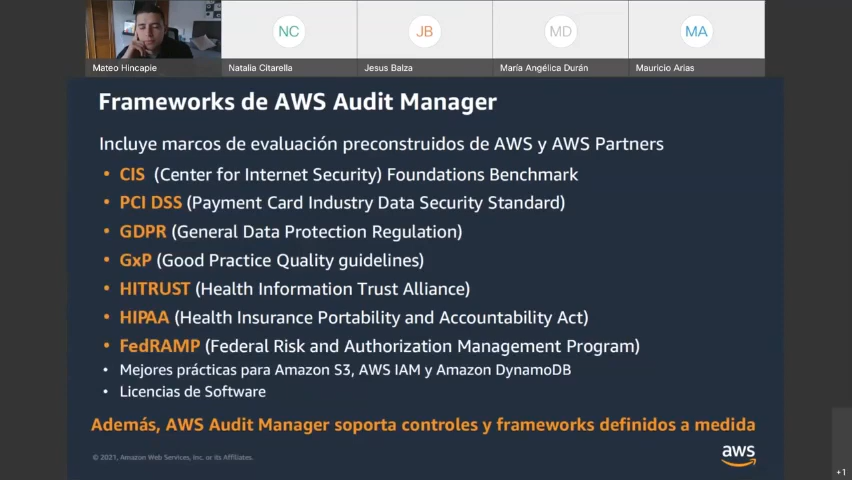 NC
JB
MD
MA
Mateo Hincapie
Natalia Citarella
Jesus Balza
María Angélica Durán
Mauricio Arias
Frameworks de AWS Audit Manager
Incluye marcos de evaluación preconstruidos de AWS y AWS Partners
• CIS (Center for Internet Security) Foundations Benchmark
• PCI DSS (Payment Card Industry Data Security Standard)
• GDPR (General Data Protection Regulation)
• GxP (Good Practice Quality guidelines)
• HITRUST (Health Information Trust Alliance)
• HIPAA (Health Insurance Portability and Accountability Act)
• FedRAMP (Federal Risk and Authorization Management Program)
• Mejores prácticas para Amazon S3, AWS IAM y Amazon DynamoDB
• Licencias de Software
Además, AWS Audit Manager soporta controles y frameworks definidos a medida
© 2021, Amazon Web Services, Inc. or its Affiliates.
aws
+1